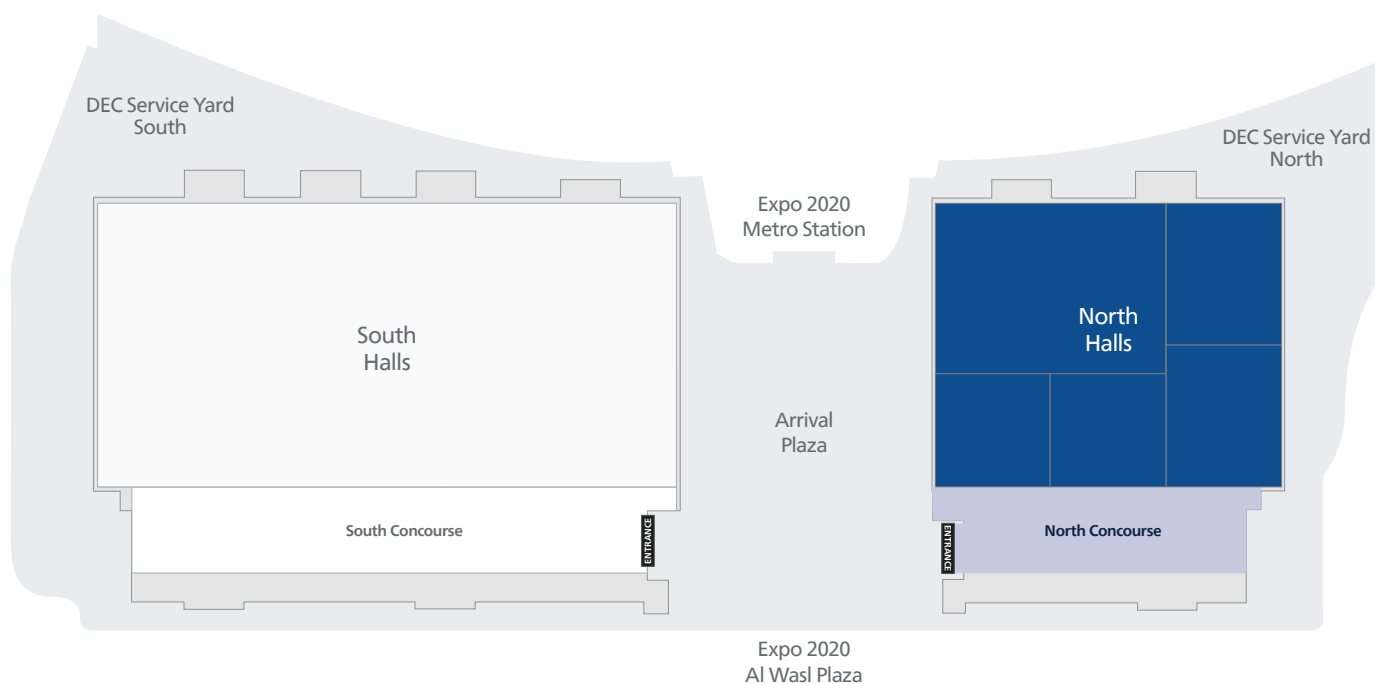 DEC Service Yard
South
DEC Service Yard
North
Expo 2020
Metro Station
South
Halls
North
Halls
Arrival
Plaza
South Concourse
ENTRANCE
ENTRANCE
North Concourse
Expo 2020
Al Wasl Plaza